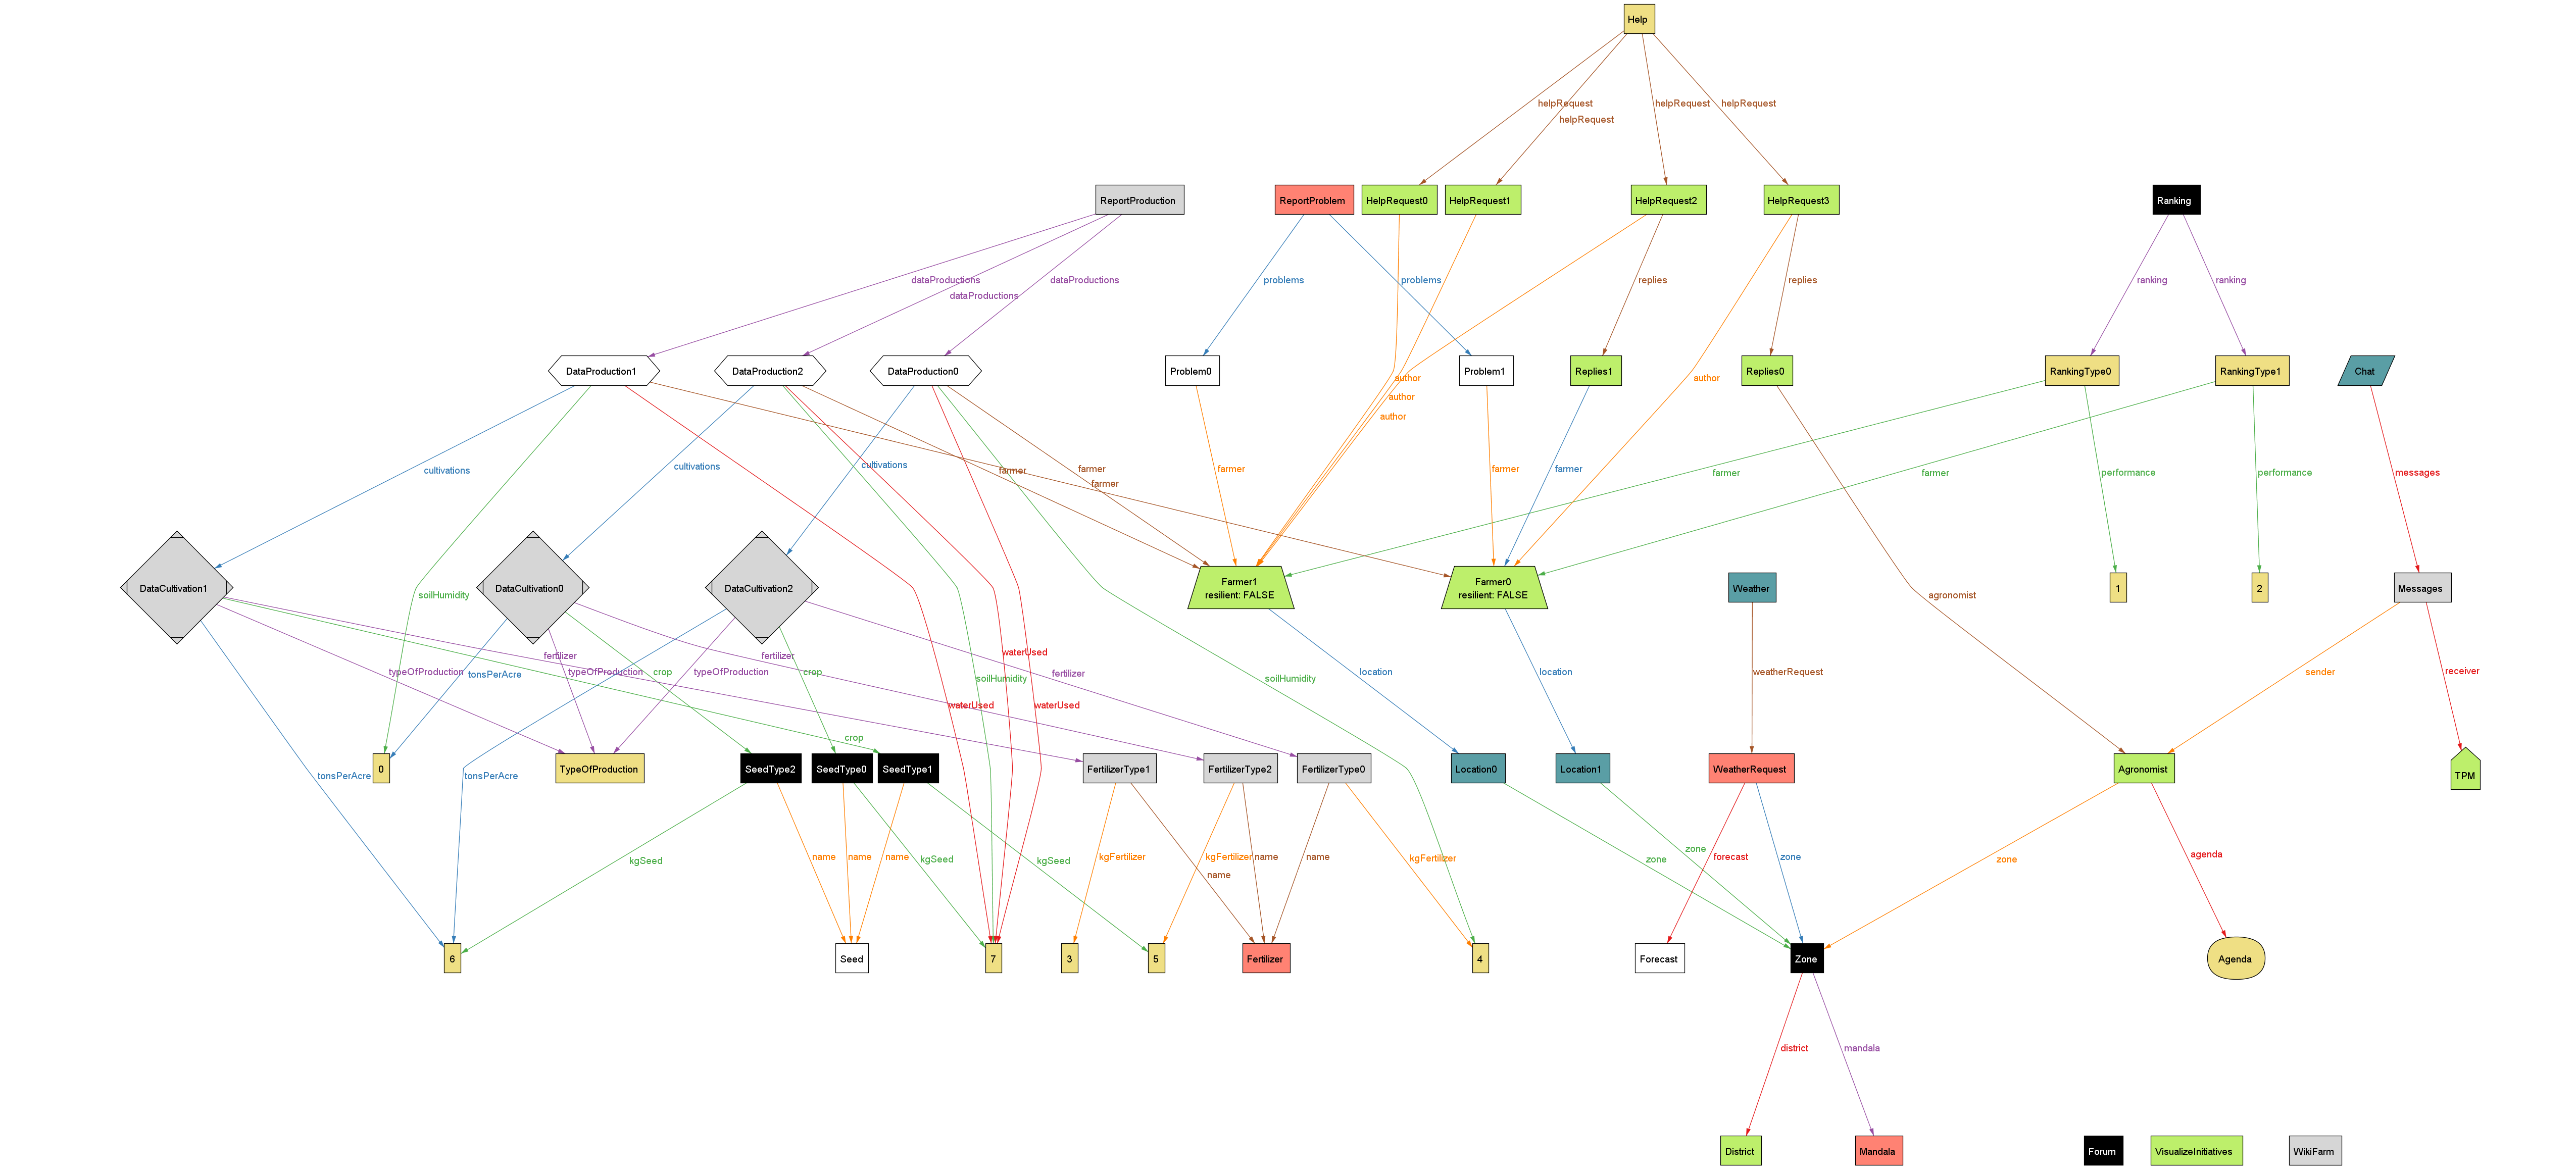 Help
helpRequest
helpRequest
helpRequest
helpRequest
ReportProduction
ReportProblem
HelpRequest0
HelpRequest1
HelpRequest2
HelpRequest3
Ranking
dataProductions
dataProductions
dataProductions
problems
problems
replies
replies
ranking
ranking
DataProduction1
DataProduction2
DataProduction0
Problem0
Problem1
Replies1
Replies0
RankingType0
RankingType1
Chat
author
author
author
author
cultivations
cultivations
cultivations
farmer
farmer
farmer
farmer
farmer
farmer
farmer
farmer
performance
performance
messages
DataCultivation1
DataCultivation0
DataCultivation2
soilHumidity
Farmer1
resilient: FALSE
Farmer0
resilient: FALSE
Weather
agronomist
1
2
Messages
fertilizer
fertilizer
fertilizer
typeOfProduction
tonsPerAcre
typeOfProduction
crop
typeOfProduction
crop
waterUsed
soilHumidity
waterUsed
waterUsed
soilHumidity
location
location
weatherRequest
sender
receiver
crop
tonsPerAcre
0
tonsPerAcre
TypeOfProduction
SeedType2
SeedType0
SeedType1
FertilizerType1
FertilizerType2
FertilizerType0
Location0
Location1
WeatherRequest
Agronomist
TPM
kgSeed
name
name
name
kgSeed
kgSeed
kgFertilizer
name
kgFertilizer
name
name
kgFertilizer
zone
zone
forecast
zone
zone
agenda
6
Seed
7
3
5
Fertilizer
4
Forecast
Zone
Agenda
district
mandala
District
Mandala
Forum
VisualizeInitiatives
WikiFarm